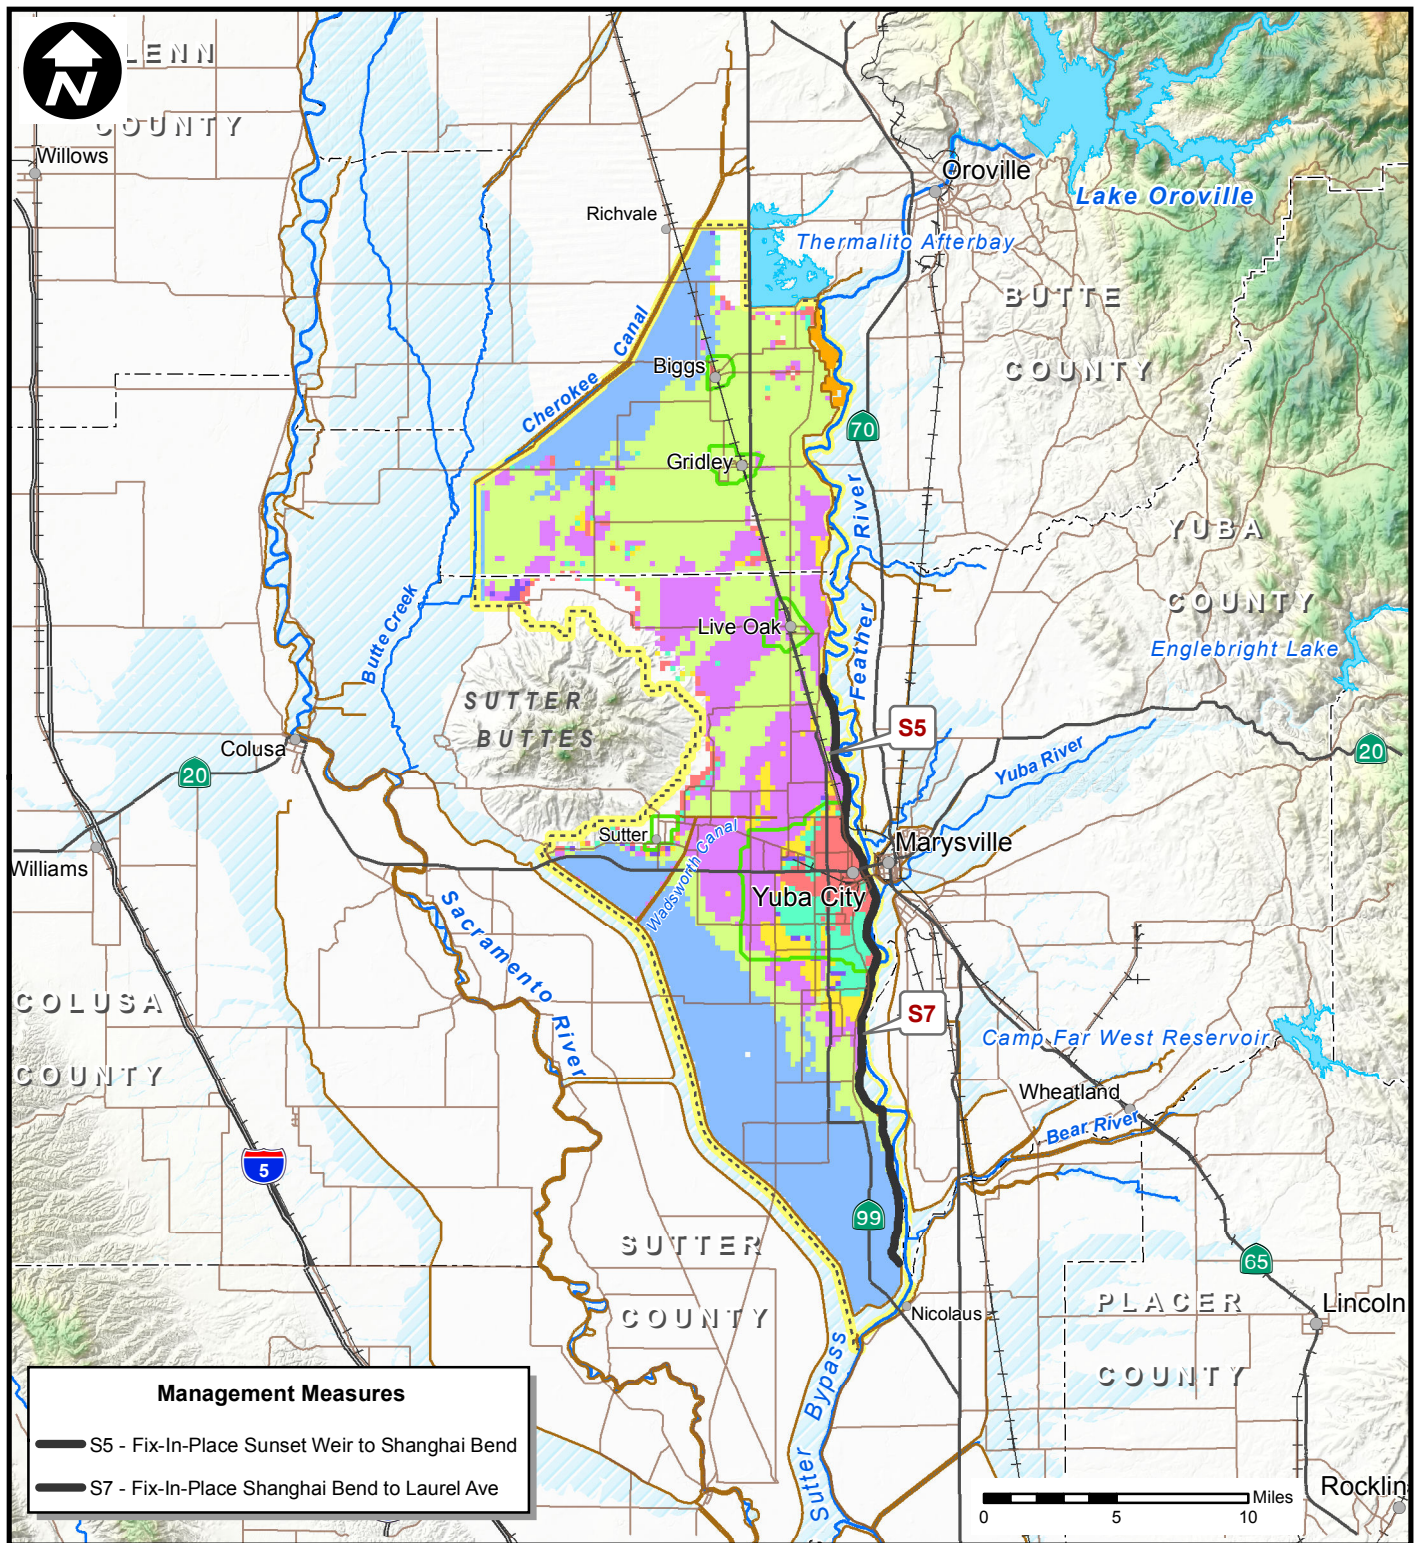 N
LENN
COUNTY
Willows
Richvale
Oroville
Lake Oroville
Thermalito Afterbay
BUTTE
COUNTY
Cherokee Canal
Biggs
70
Gridley
Feather River
YUBA
COUNTY
Butte Creek
Live Oak
Englebright Lake
SUTTER
BUTTES
S5
Colusa
20
Yuba River
20
Sutter
Wadsworth Canal
Marysville
Williams
Yuba City
Sacramento River
COLUSA
COUNTY
S7
Camp Far West Reservoir
Wheatland
Bear River
5
99
SUTTER
COUNTY
65
PLACER
COUNTY
Nicolaus
Lincoln
Sutter Bypass
Rocklin
Management Measures
S5 - Fix-In-Place Sunset Weir to Shanghai Bend
S7 - Fix-In-Place Shanghai Bend to Laurel Ave
Miles
0 5 10